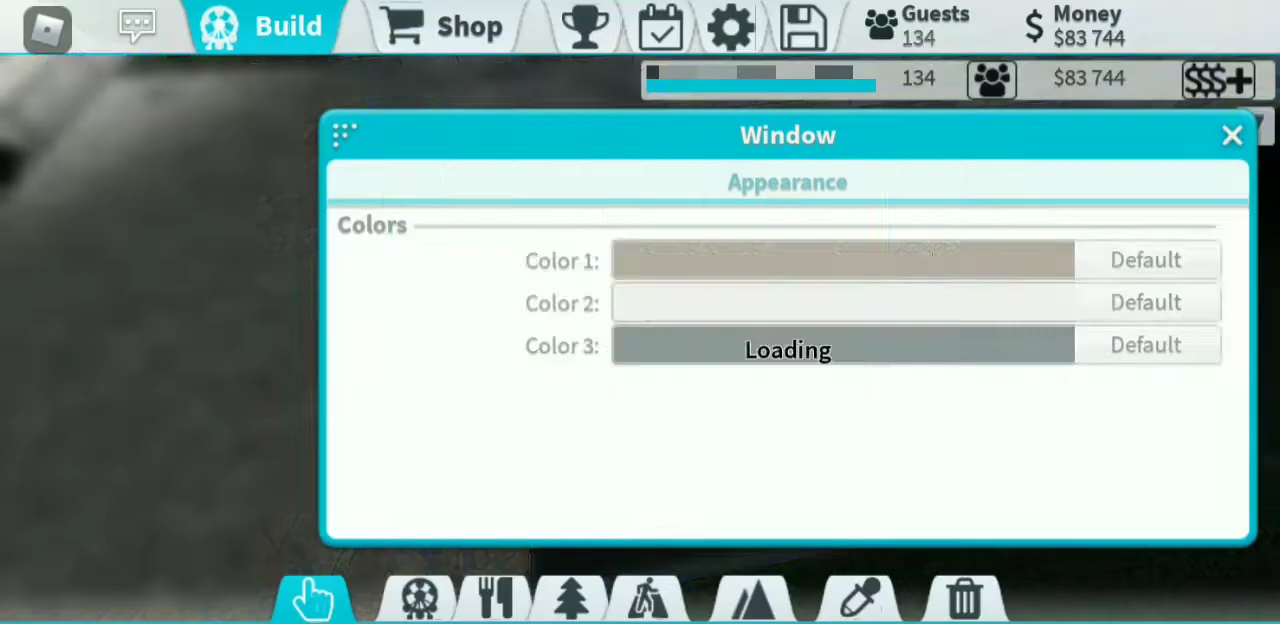 Build
Shop
Guests
134
Money
$83 744
134
$83 744
$$$+
Window
Appearance
Colors
Color 1:
Default
Color 2:
Default
Color 3:
Loading
Default